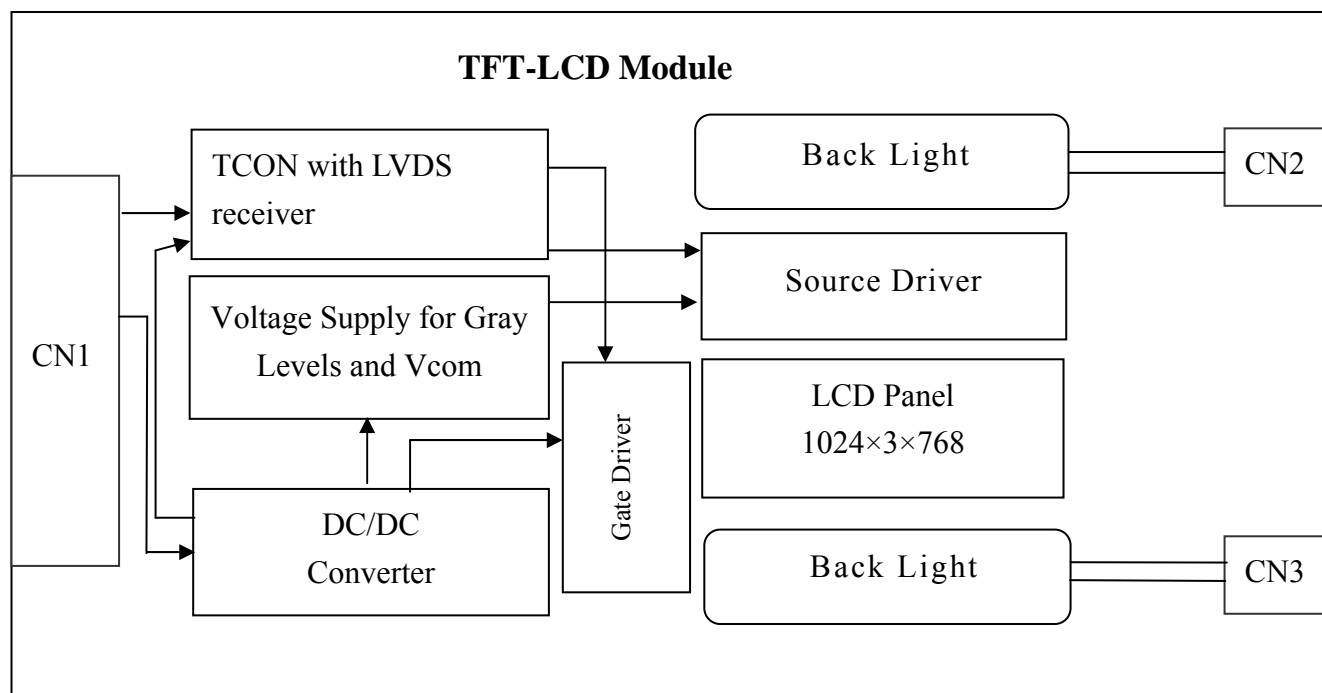 TFT-LCD Module
TCON with LVDS
receiver
Back Light
CN2
Source Driver
Voltage Supply for Gray
Levels and Vcom
CN1
LCD Panel
1024×3×768
Gate Driver
DC/DC
Converter
Back Light
CN3